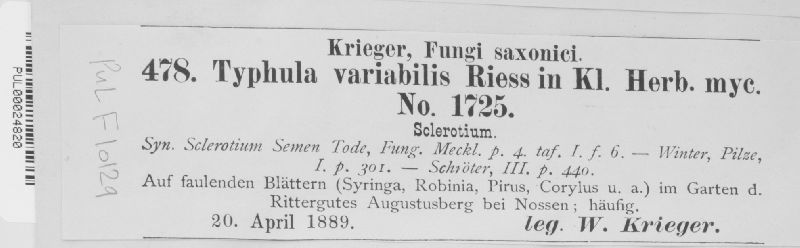 PUL00024820
PUL F10129
Krieger, Fungi saxonici.
478. Typhula variabilis Riess in Kl. Herb. myc.
No. 1725.
Sclerotium.
Syn. Sclerotium Semen Tode, Fung. Meckl. p. 4. taf. I. f. 6. — Winter, Pilze,
I. p. 301. — Schröter, III. p. 440.
Auf faulenden Blättern (Syringa, Robinia, Pirus, Corylus u. a.) im Garten d.
Rittergutes Augustusberg bei Nossen; häufig.
20. April 1889. leg. W. Krieger.